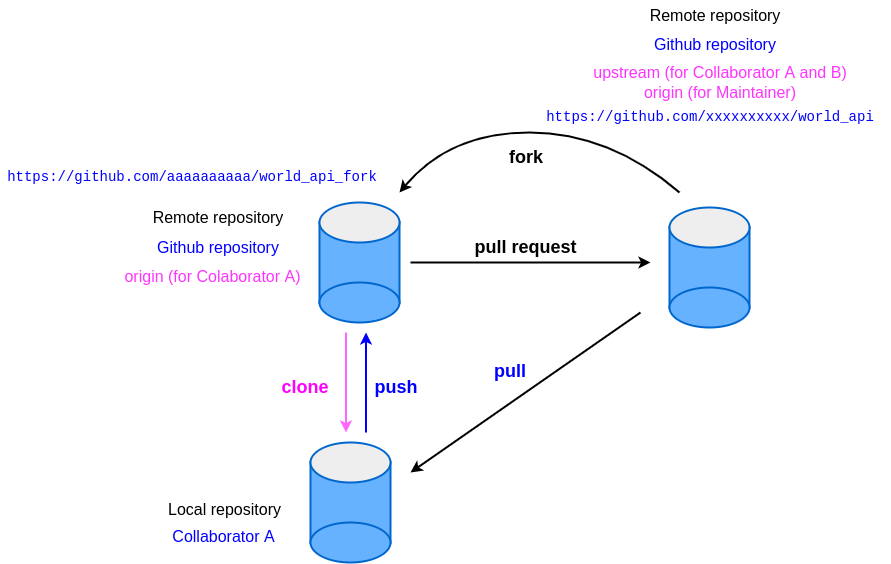 Remote repository
Github repository
upstream (for Collaborator A and B)
origin (for Maintainer)
https://github.com/xxxxxxxxxx/world_api
fork
https://github.com/aaaaaaaaaa/world_api_fork
Remote repository
Github repository
origin (for Colaborator A)
pull request
clone
push
pull
Local repository
Collaborator A